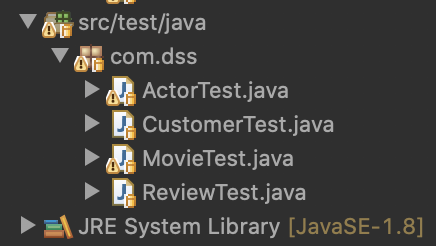 src/test/java
com.dss
ActorTest.java
CustomerTest.java
MovieTest.java
ReviewTest.java
JRE System Library [JavaSE-1.8]